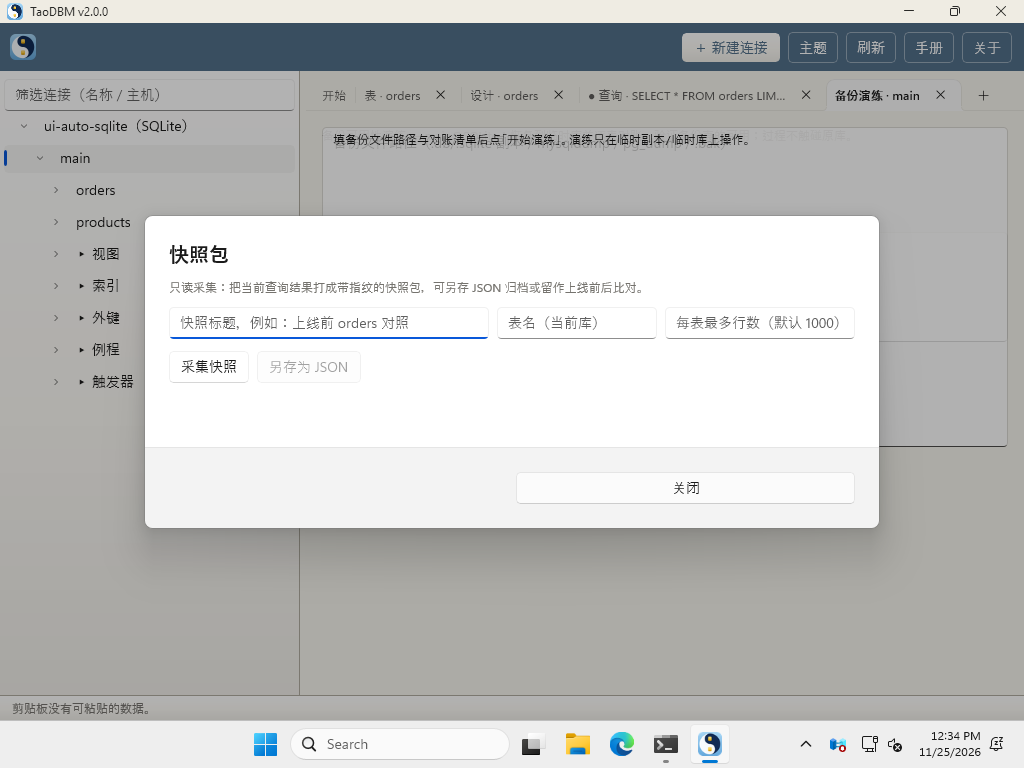 TaoDBM v2.0.0
+ 新建连接
主题
刷新
手册
关于
筛选连接（名称 / 主机）
开始
表 · orders
设计 · orders
● 查询 · SELECT * FROM orders LIM...
备份演练 · main
ui-auto-sqlite（SQLite）
main
orders
products
视图
索引
外键
例程
触发器
填备份文件路径与对账清单后点「开始演练」。演练只在临时副本/临时库上操作。
快照包
只读采集：把当前查询结果打成带指纹的快照包，可另存 JSON 归档或留作上线前后比对。
快照标题，例如：上线前 orders 对照
表名（当前库）
每表最多行数（默认 1000）
采集快照
另存为 JSON
关闭
剪贴板没有可粘贴的数据。
Search
12:34 PM
11/25/2026